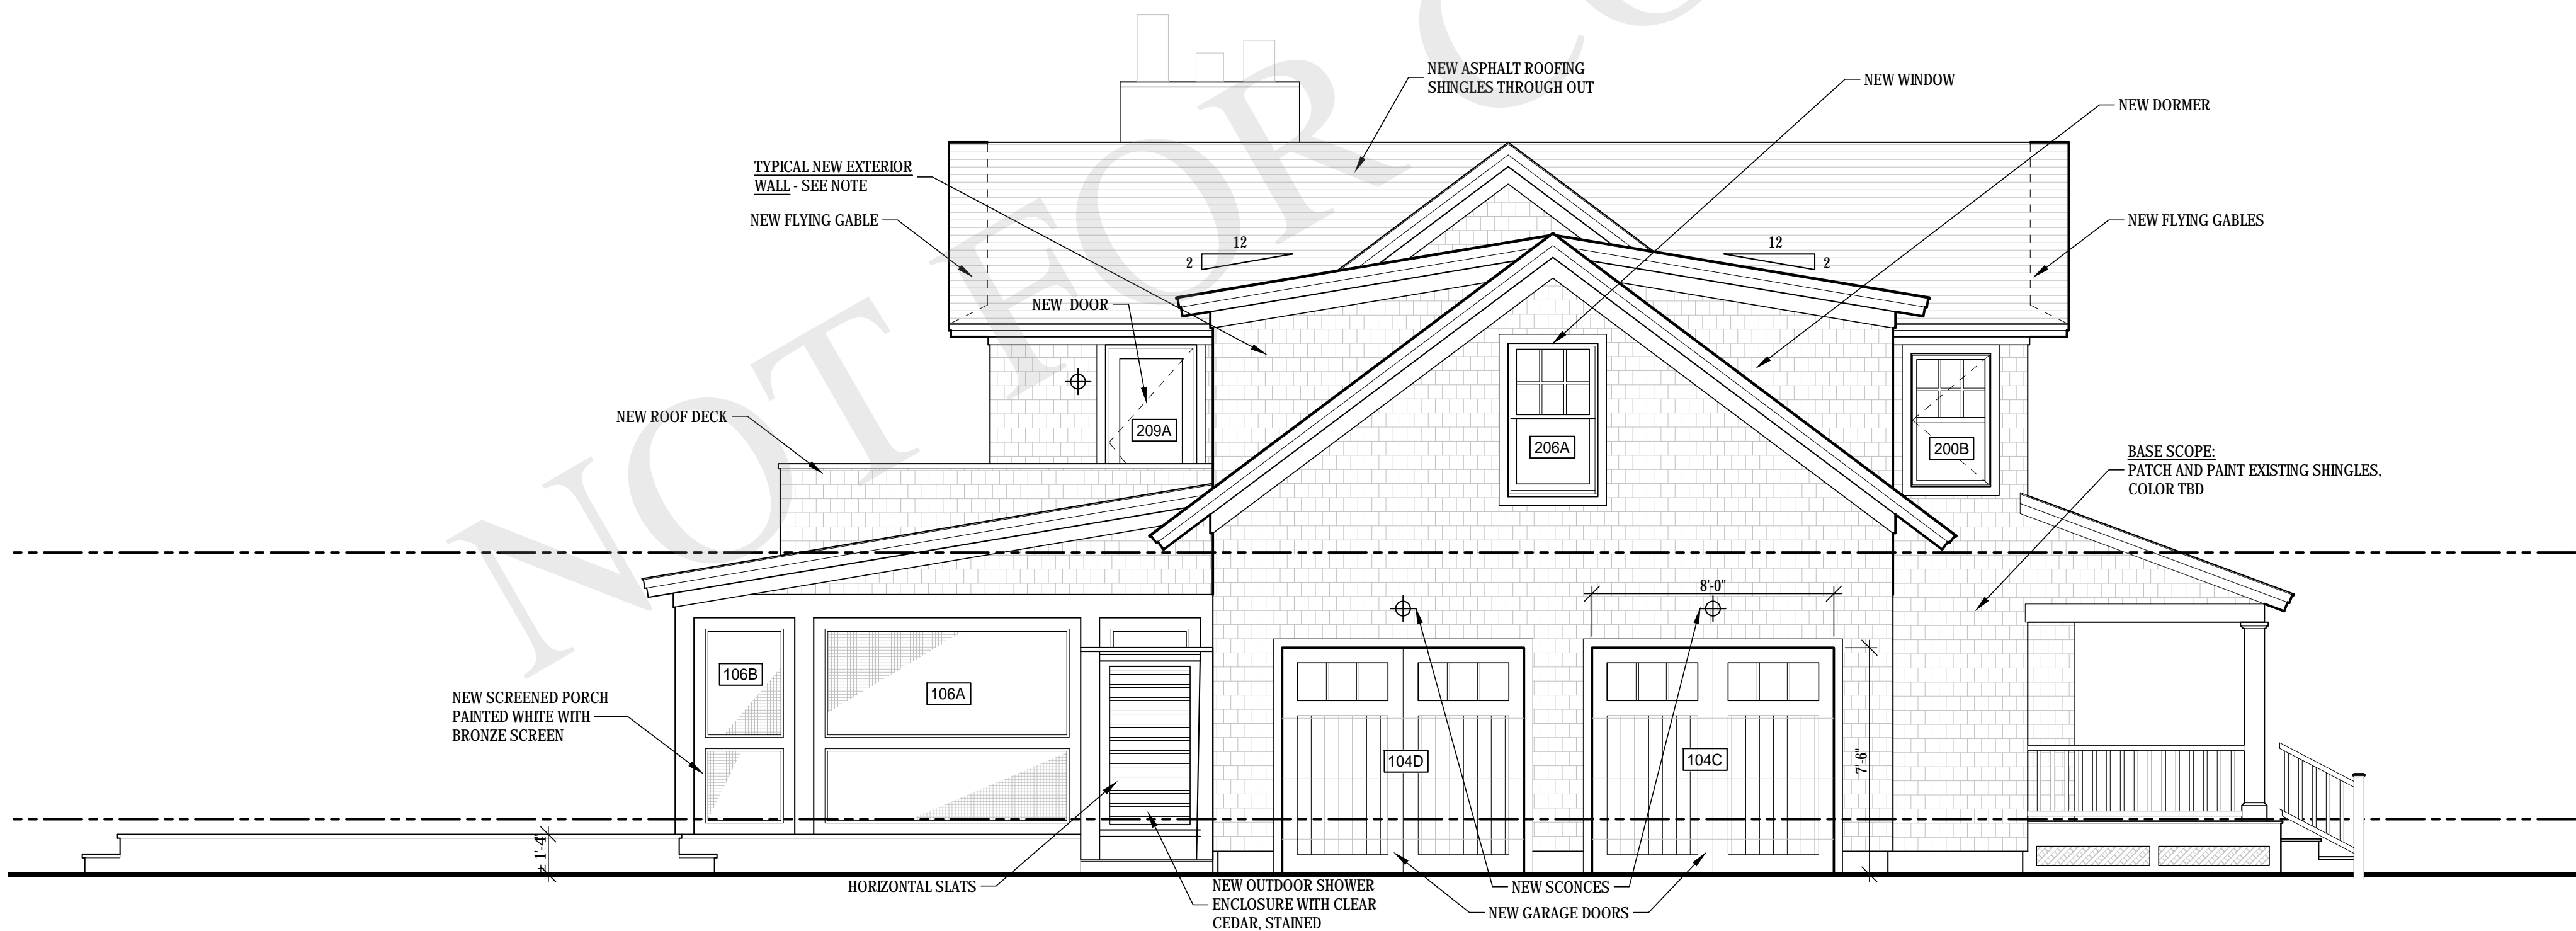 NOT FOR CO
NEW ASPHALT ROOFING
SHINGLES THROUGH OUT
NEW WINDOW
NEW DORMER
TYPICAL NEW EXTERIOR
WALL - SEE NOTE
NEW FLYING GABLE
NEW FLYING GABLES
12
2
12
2
NEW DOOR
209A
206A
200B
NEW ROOF DECK
BASE SCOPE:
PATCH AND PAINT EXISTING SHINGLES,
COLOR TBD
8'-0"
106B
106A
104D
104C
7'-6"
NEW SCREENED PORCH
PAINTED WHITE WITH
BRONZE SCREEN
± 1'-4"
HORIZONTAL SLATS
NEW OUTDOOR SHOWER
ENCLOSURE WITH CLEAR
CEDAR, STAINED
NEW SCONCES
NEW GARAGE DOORS